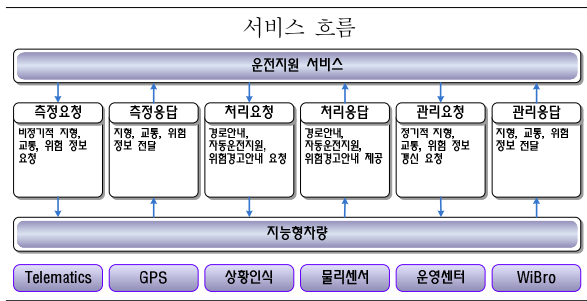 서비스 흐름
운전지원 서비스
측정요청
비정기적 지형,
교통, 위험 정보
요청
측정응답
지형, 교통, 위험
정보 전달
처리요청
경로안내,
자동운전지원,
위험경고안내 요청
처리응답
경로안내,
자동운전지원,
위험경고안내 제공
관리요청
정기적 지형,
교통, 위험 정보
갱신 요청
관리응답
지형, 교통, 위험
정보 전달
지능형차량
Telematics
GPS
상황인식
물리센서
운영센터
WiBro